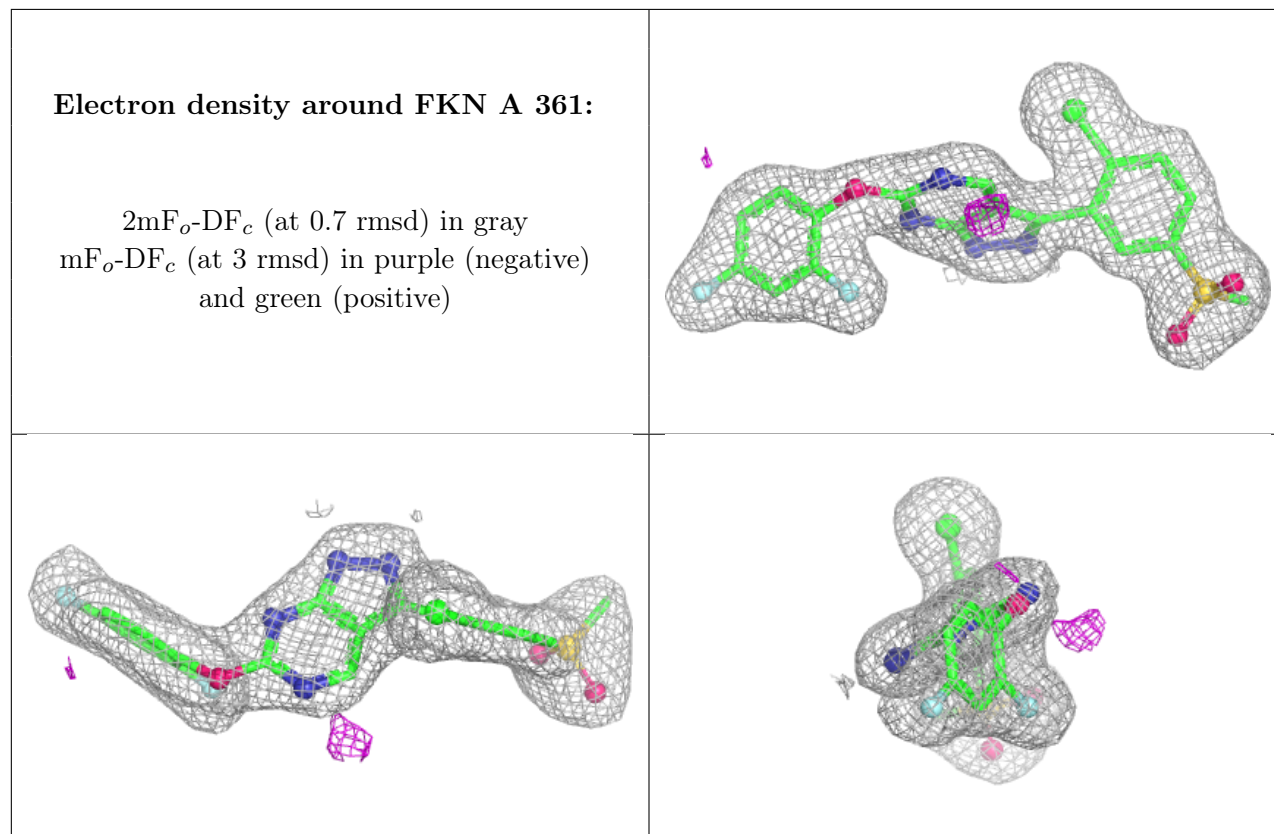 Electron density around FKN A 361:
2mFo-DFc (at 0.7 rmsd) in gray
mFo-DFc (at 3 rmsd) in purple (negative)
and green (positive)